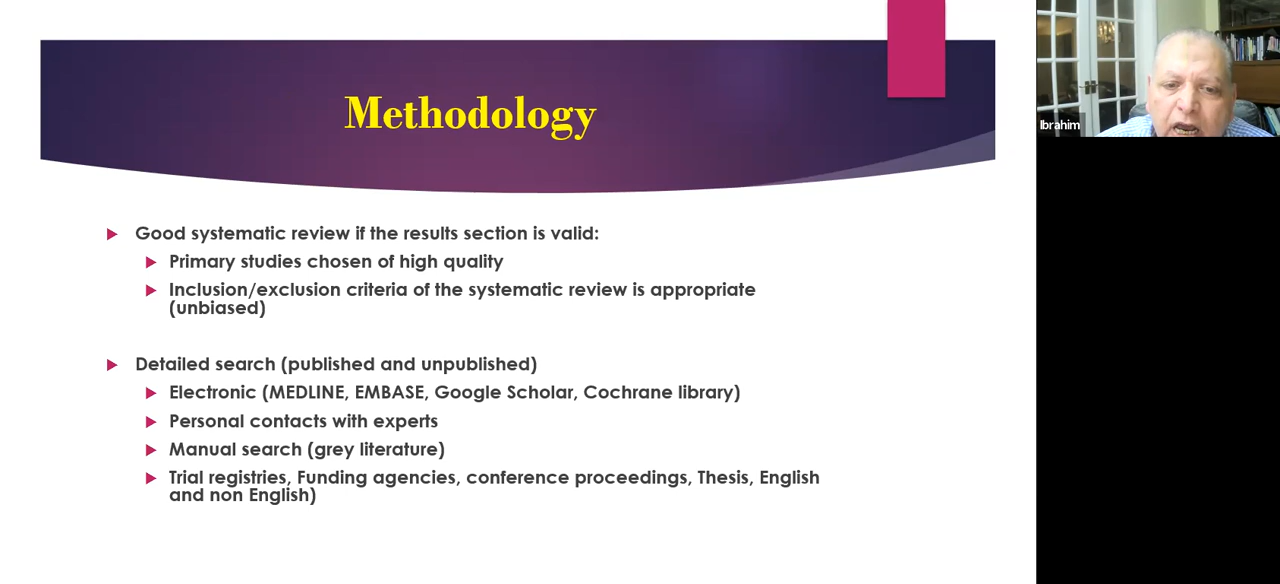 Methodology
Good systematic review if the results section is valid:
Primary studies chosen of high quality
Inclusion/exclusion criteria of the systematic review is appropriate
(unbiased)
Detailed search (published and unpublished)
Electronic (MEDLINE, EMBASE, Google Scholar, Cochrane library)
Personal contacts with experts
Manual search (grey literature)
Trial registries, Funding agencies, conference proceedings, Thesis, English
and non English)
Ibrahim